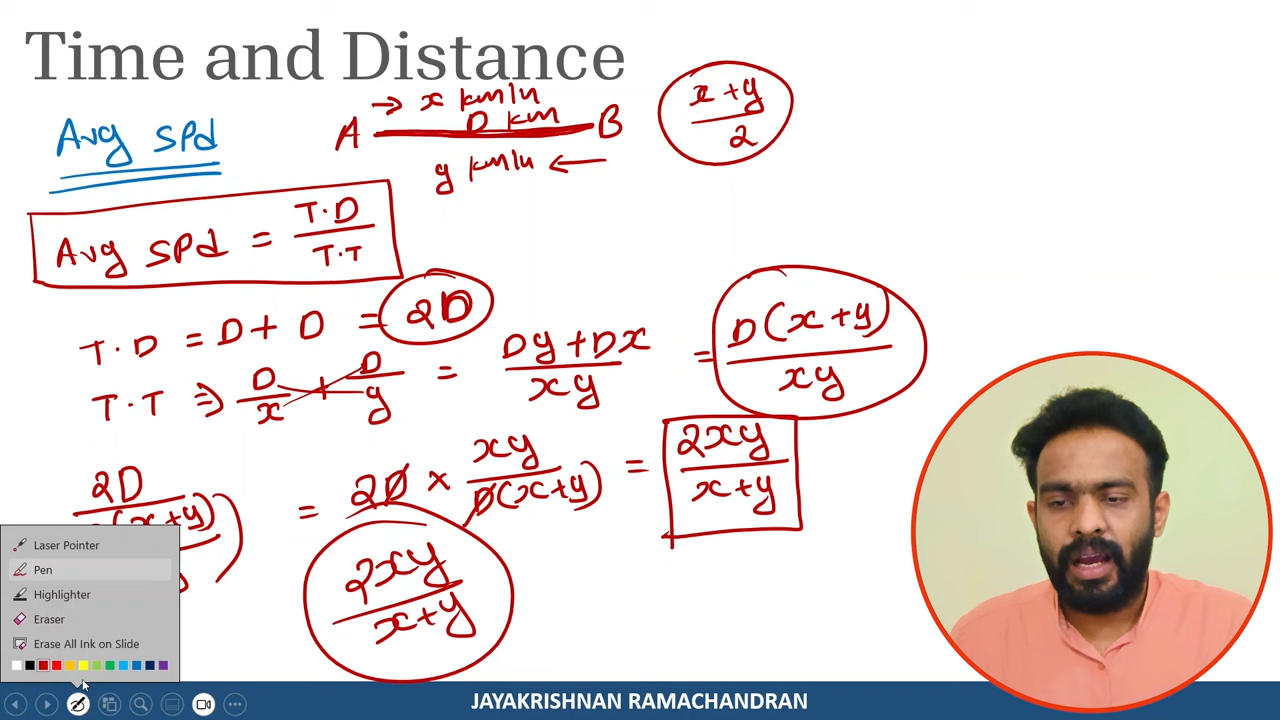 Time and Distance
Avg SPd
A → x km/h B
D km
y km/h ←
x + y / 2
Avg SPd = T.D / T.T
T.D = D + D = 2D
T.T ⇒ D/x + D/y = Dy + Dx / xy = D(x + y) / xy
2D / (x+y) = 2D × xy / D(x+y) = 2xy / x+y
2xy / x+y
Laser Pointer
Pen
Highlighter
Eraser
Erase All Ink on Slide
JAYAKRISHNAN RAMACHANDRAN